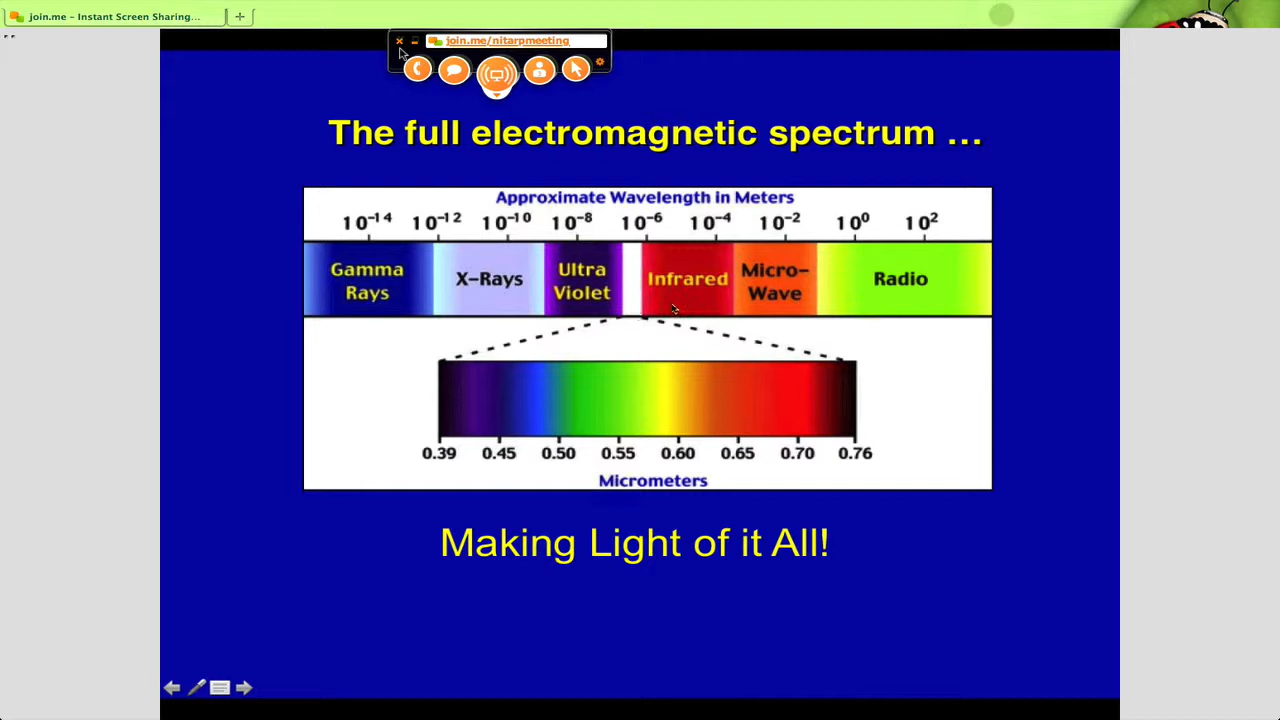 join.me – Instant Screen Sharing...
join.me/nitarpmeeting
The full electromagnetic spectrum …
Approximate Wavelength in Meters
10⁻¹⁴ 10⁻¹² 10⁻¹⁰ 10⁻⁸ 10⁻⁶ 10⁻⁴ 10⁻² 10⁰ 10²
Gamma Rays X–Rays Ultra Violet Infrared Micro– Wave Radio
0.39 0.45 0.50 0.55 0.60 0.65 0.70 0.76
Micrometers
Making Light of it All!